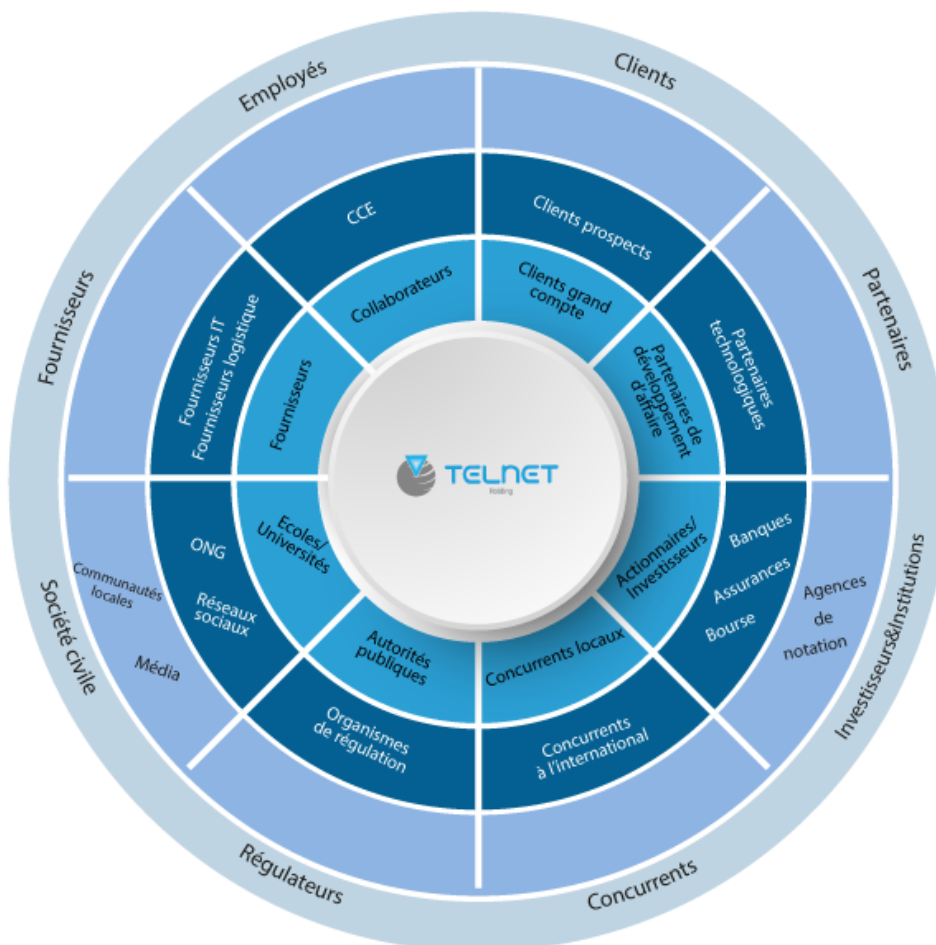 Employés
Clients
Fournisseurs
Partenaires
Société civile
Investisseurs&Institutions
Régulateurs
Concurrents
CCE
Clients prospects
Fournisseurs IT
Fournisseurs logistique
Partenaires
technologiques
Collaborateurs
Clients grand
compte
Fournisseurs
Partenaires de
développement
d'affaire
TELNET
Holding
ONG
Réseaux
sociaux
Ecoles/
Universités
Actionnaires/
Investisseurs
Banques
Assurances
Bourse
Agences
de
notation
Communautés
locales
Média
Autorités
publiques
Concurrents locaux
Organismes
de régulation
Concurrents
à l'international